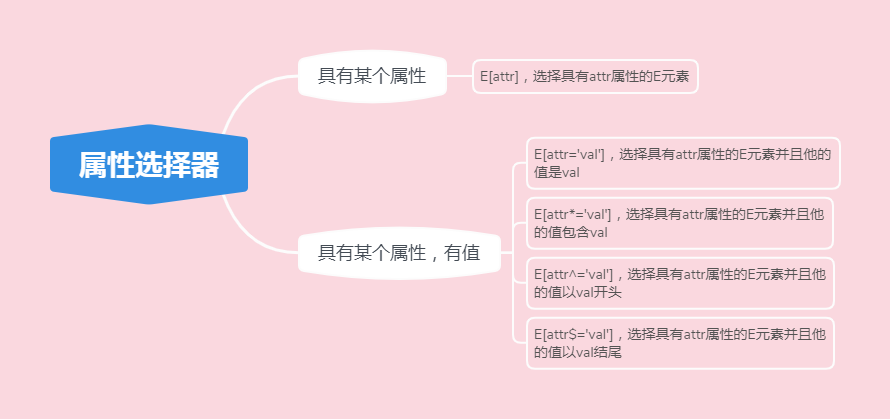 属性选择器
具有某个属性
E[attr]，选择具有attr属性的E元素
具有某个属性，有值
E[attr='val']，选择具有attr属性的E元素并且他的
值是val
E[attr*='val']，选择具有attr属性的E元素并且他
的值包含val
E[attr^='val']，选择具有attr属性的E元素并且他
的值以val开头
E[attr$='val']，选择具有attr属性的E元素并且他
的值以val结尾